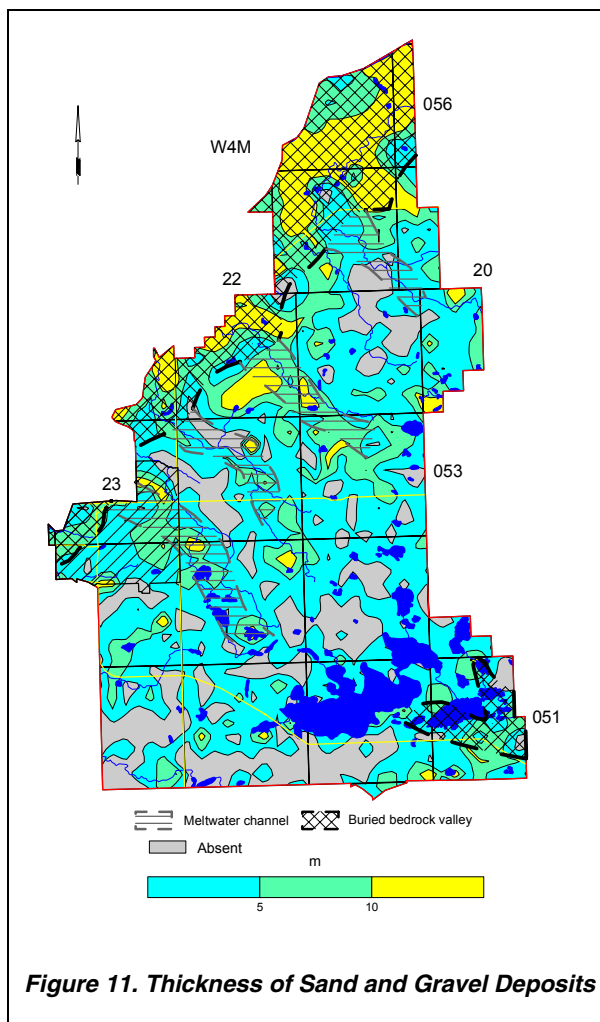 056
W4M
20
22
053
23
051
Meltwater channel
Buried bedrock valley
Absent
m
5
10
Figure 11. Thickness of Sand and Gravel Deposits